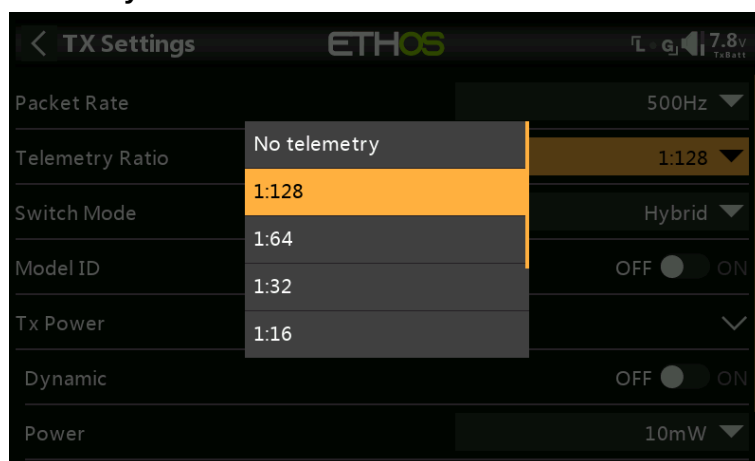 TX Settings ETHOS 7.8V
TxBatt
Packet Rate 500Hz
Telemetry Ratio 1:128
No telemetry
1:128
1:64
1:32
1:16
Switch Mode Hybrid
Model ID OFF ON
Tx Power
Dynamic OFF ON
Power 10mW